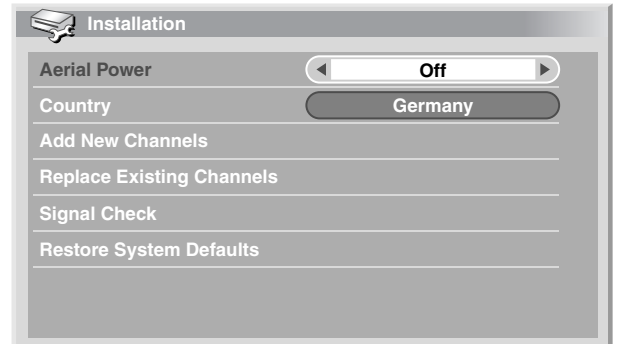 Installation
Aerial Power Off
Country Germany
Add New Channels
Replace Existing Channels
Signal Check
Restore System Defaults